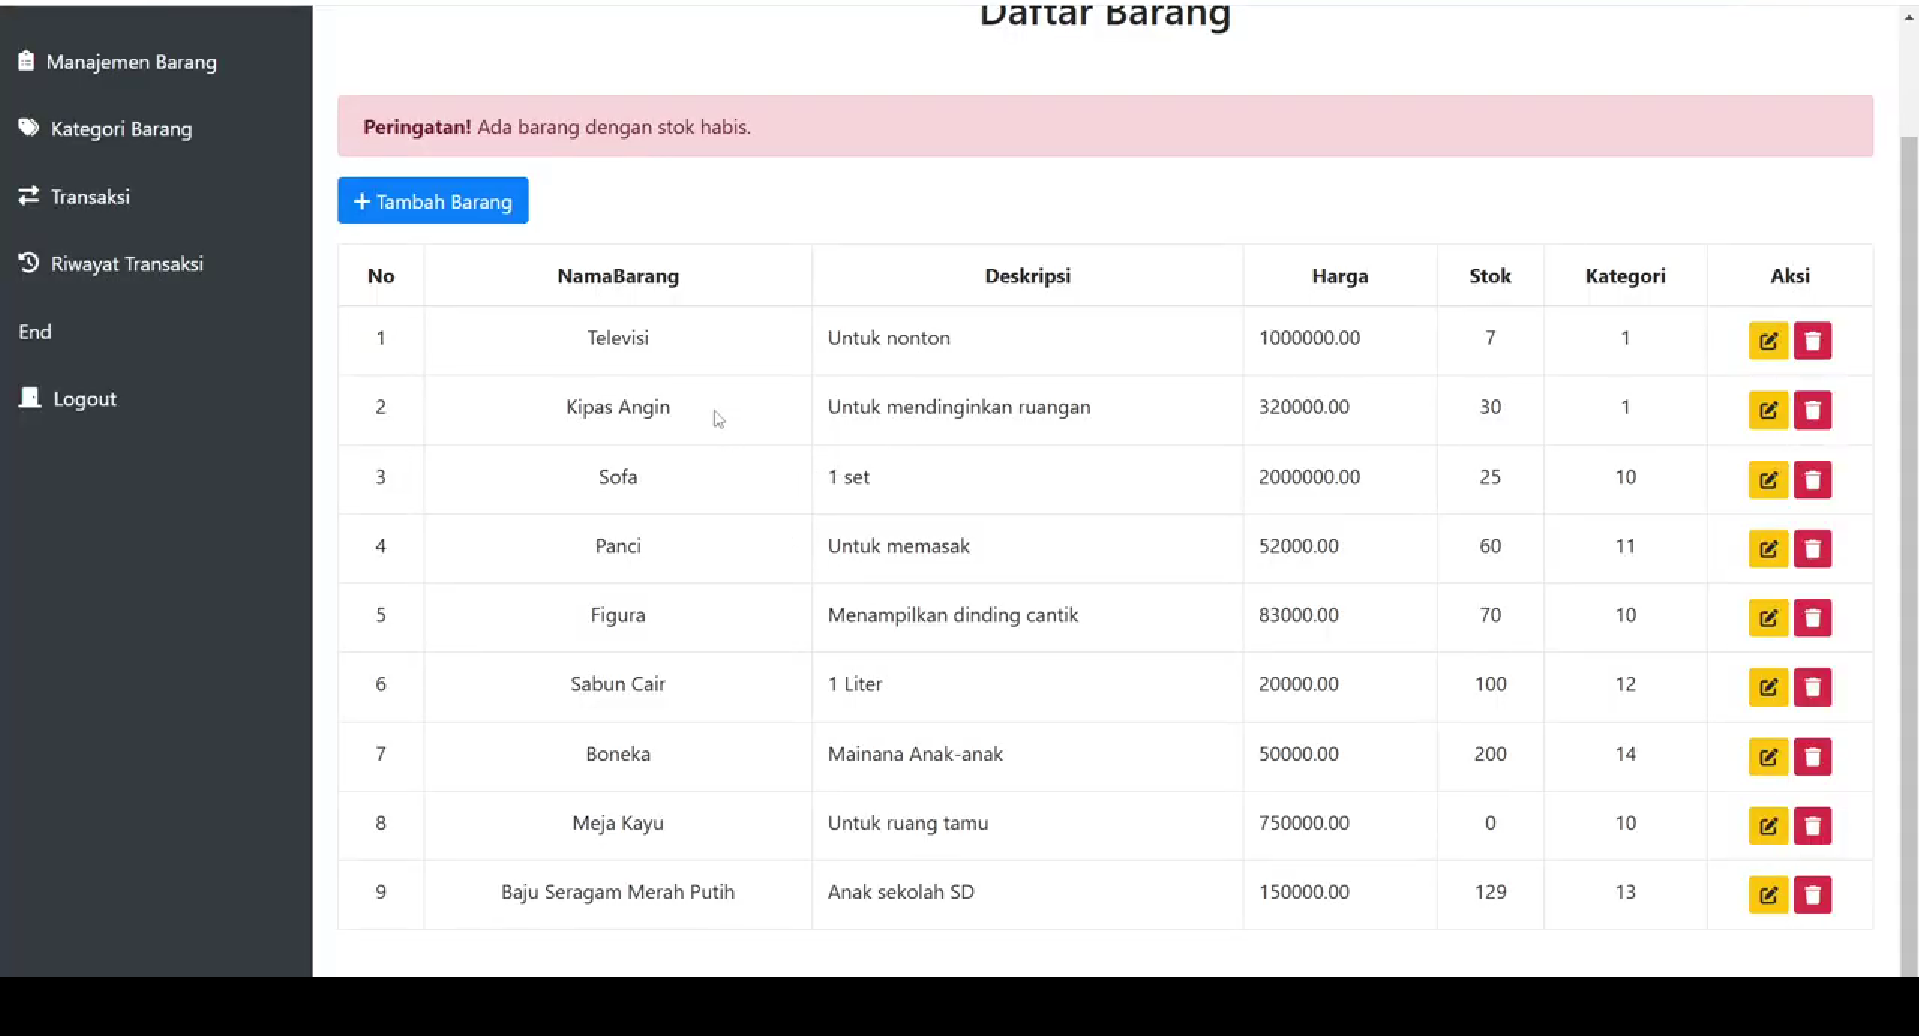 Daftar Barang
Manajemen Barang
Kategori Barang
Transaksi
Riwayat Transaksi
End
Logout
Peringatan! Ada barang dengan stok habis.
+ Tambah Barang
No NamaBarang Deskripsi Harga Stok Kategori Aksi
1 Televisi Untuk nonton 1000000.00 7 1
2 Kipas Angin Untuk mendinginkan ruangan 320000.00 30 1
3 Sofa 1 set 2000000.00 25 10
4 Panci Untuk memasak 52000.00 60 11
5 Figura Menampilkan dinding cantik 83000.00 70 10
6 Sabun Cair 1 Liter 20000.00 100 12
7 Boneka Mainana Anak-anak 50000.00 200 14
8 Meja Kayu Untuk ruang tamu 750000.00 0 10
9 Baju Seragam Merah Putih Anak sekolah SD 150000.00 129 13